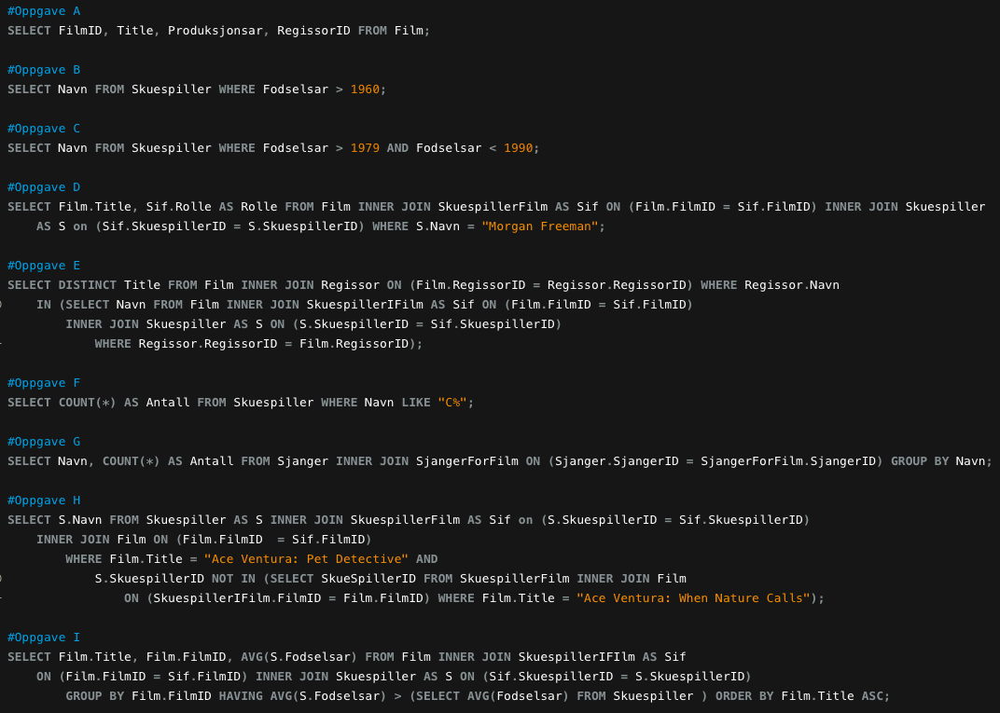 #Oppgave A
SELECT FilmID, Title, Produksjonsar, RegissorID FROM Film;
#Oppgave B
SELECT Navn FROM Skuespiller WHERE Fodselsar > 1960;
#Oppgave C
SELECT Navn FROM Skuespiller WHERE Fodselsar > 1979 AND Fodselsar < 1990;
#Oppgave D
SELECT Film.Title, Sif.Rolle AS Rolle FROM Film INNER JOIN SkuespillerFilm AS Sif ON (Film.FilmID = Sif.FilmID) INNER JOIN Skuespiller
AS S on (Sif.SkuespillerID = S.SkuespillerID) WHERE S.Navn = "Morgan Freeman";
#Oppgave E
SELECT DISTINCT Title FROM Film INNER JOIN Regissor ON (Film.RegissorID = Regissor.RegissorID) WHERE Regissor.Navn
IN (SELECT Navn FROM Film INNER JOIN SkuespillerIFilm AS Sif ON (Film.FilmID = Sif.FilmID)
INNER JOIN Skuespiller AS S ON (S.SkuespillerID = Sif.SkuespillerID)
WHERE Regissor.RegissorID = Film.RegissorID);
#Oppgave F
SELECT COUNT(*) AS Antall FROM Skuespiller WHERE Navn LIKE "C%";
#Oppgave G
SELECT Navn, COUNT(*) AS Antall FROM Sjanger INNER JOIN SjangerForFilm ON (Sjanger.SjangerID = SjangerForFilm.SjangerID) GROUP BY Navn;
#Oppgave H
SELECT S.Navn FROM Skuespiller AS S INNER JOIN SkuespillerFilm AS Sif on (S.SkuespillerID = Sif.SkuespillerID)
INNER JOIN Film ON (Film.FilmID  = Sif.FilmID)
WHERE Film.Title = "Ace Ventura: Pet Detective" AND
S.SkuespillerID NOT IN (SELECT SkueSpillerID FROM SkuespillerFilm INNER JOIN Film
ON (SkuespillerIFilm.FilmID = Film.FilmID) WHERE Film.Title = "Ace Ventura: When Nature Calls");
#Oppgave I
SELECT Film.Title, Film.FilmID, AVG(S.Fodselsar) FROM Film INNER JOIN SkuespillerIFIlm AS Sif
ON (Film.FilmID = Sif.FilmID) INNER JOIN Skuespiller AS S ON (Sif.SkuespillerID = S.SkuespillerID)
GROUP BY Film.FilmID HAVING AVG(S.Fodselsar) > (SELECT AVG(Fodselsar) FROM Skuespiller ) ORDER BY Film.Title ASC;